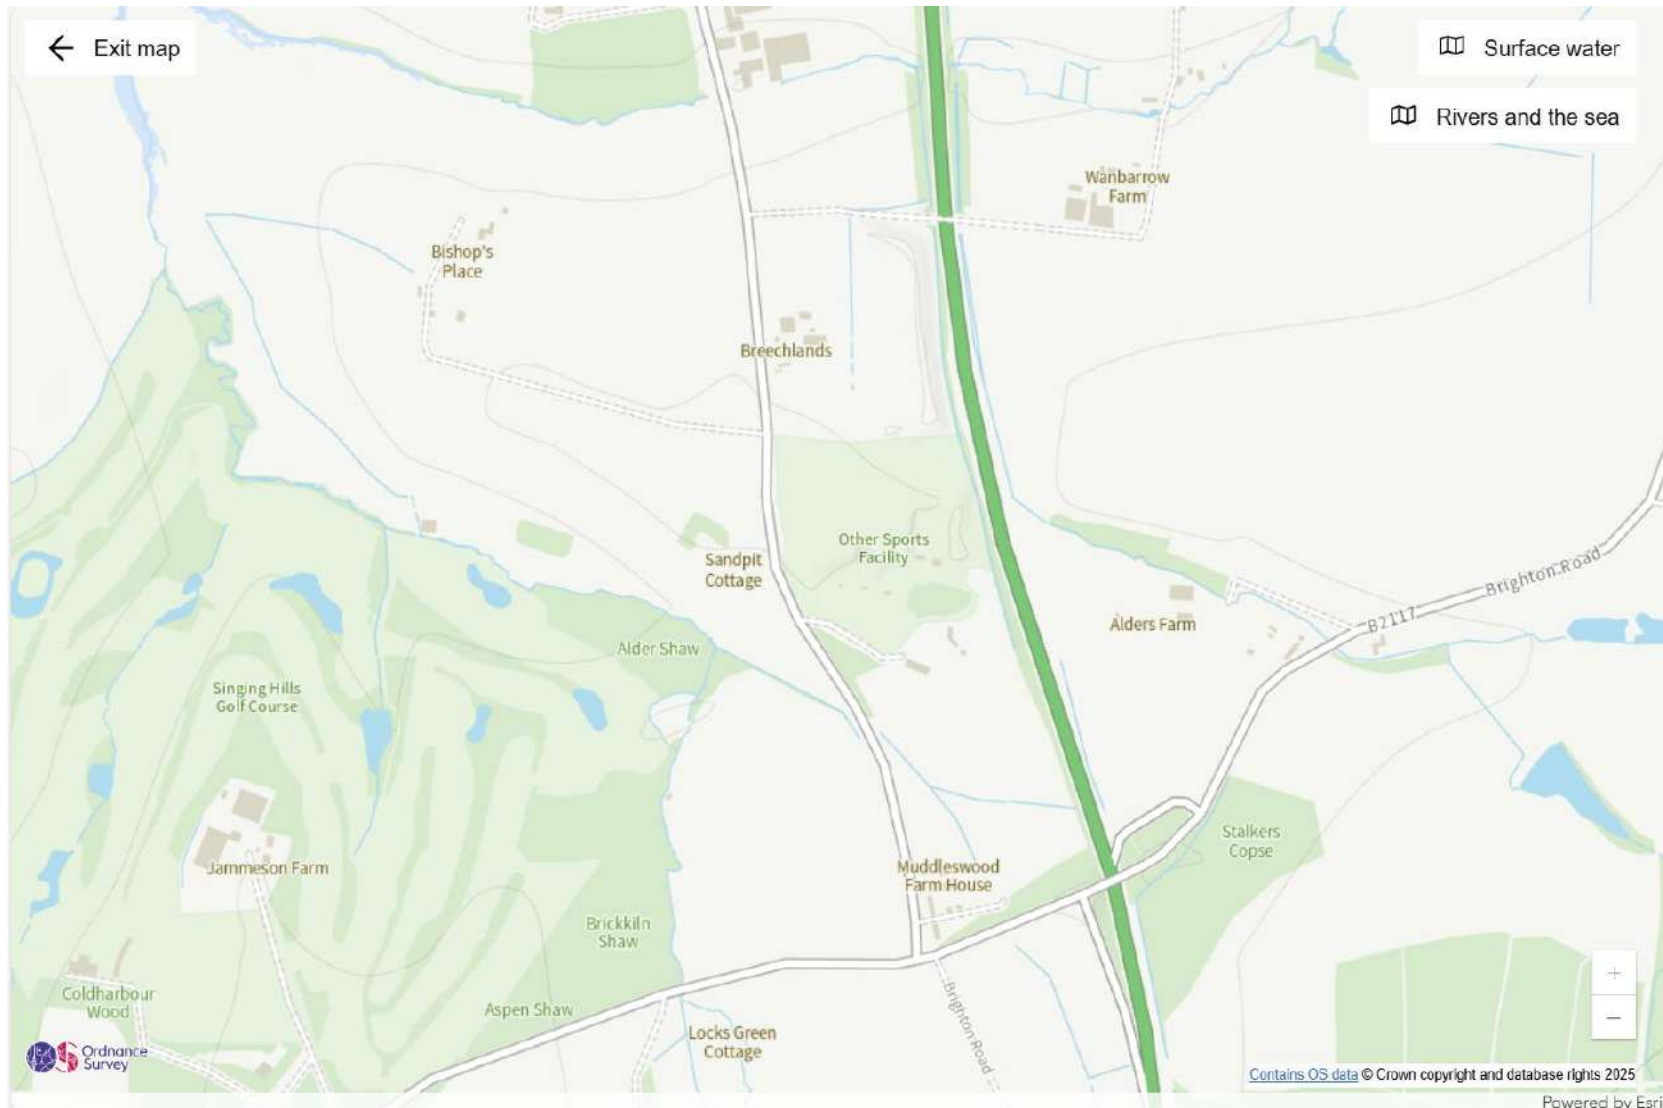 Exit map
Surface water
Rivers and the sea
Wanbarrow
Farm
Bishop's
Place
Breechlands
Other Sports
Facility
Sandpit
Cottage
Brighton Road
B2117
Alders Farm
Alder Shaw
Singing Hills
Golf Course
Stalkers
Copse
Jammeson Farm
Muddleswood
Farm House
Brickkiln
Shaw
Coldharbour
Wood
Aspen Shaw
Brighton Road
Locks Green
Cottage
Ordnance
Survey
Contains OS data © Crown copyright and database rights 2025
Powered by Esri